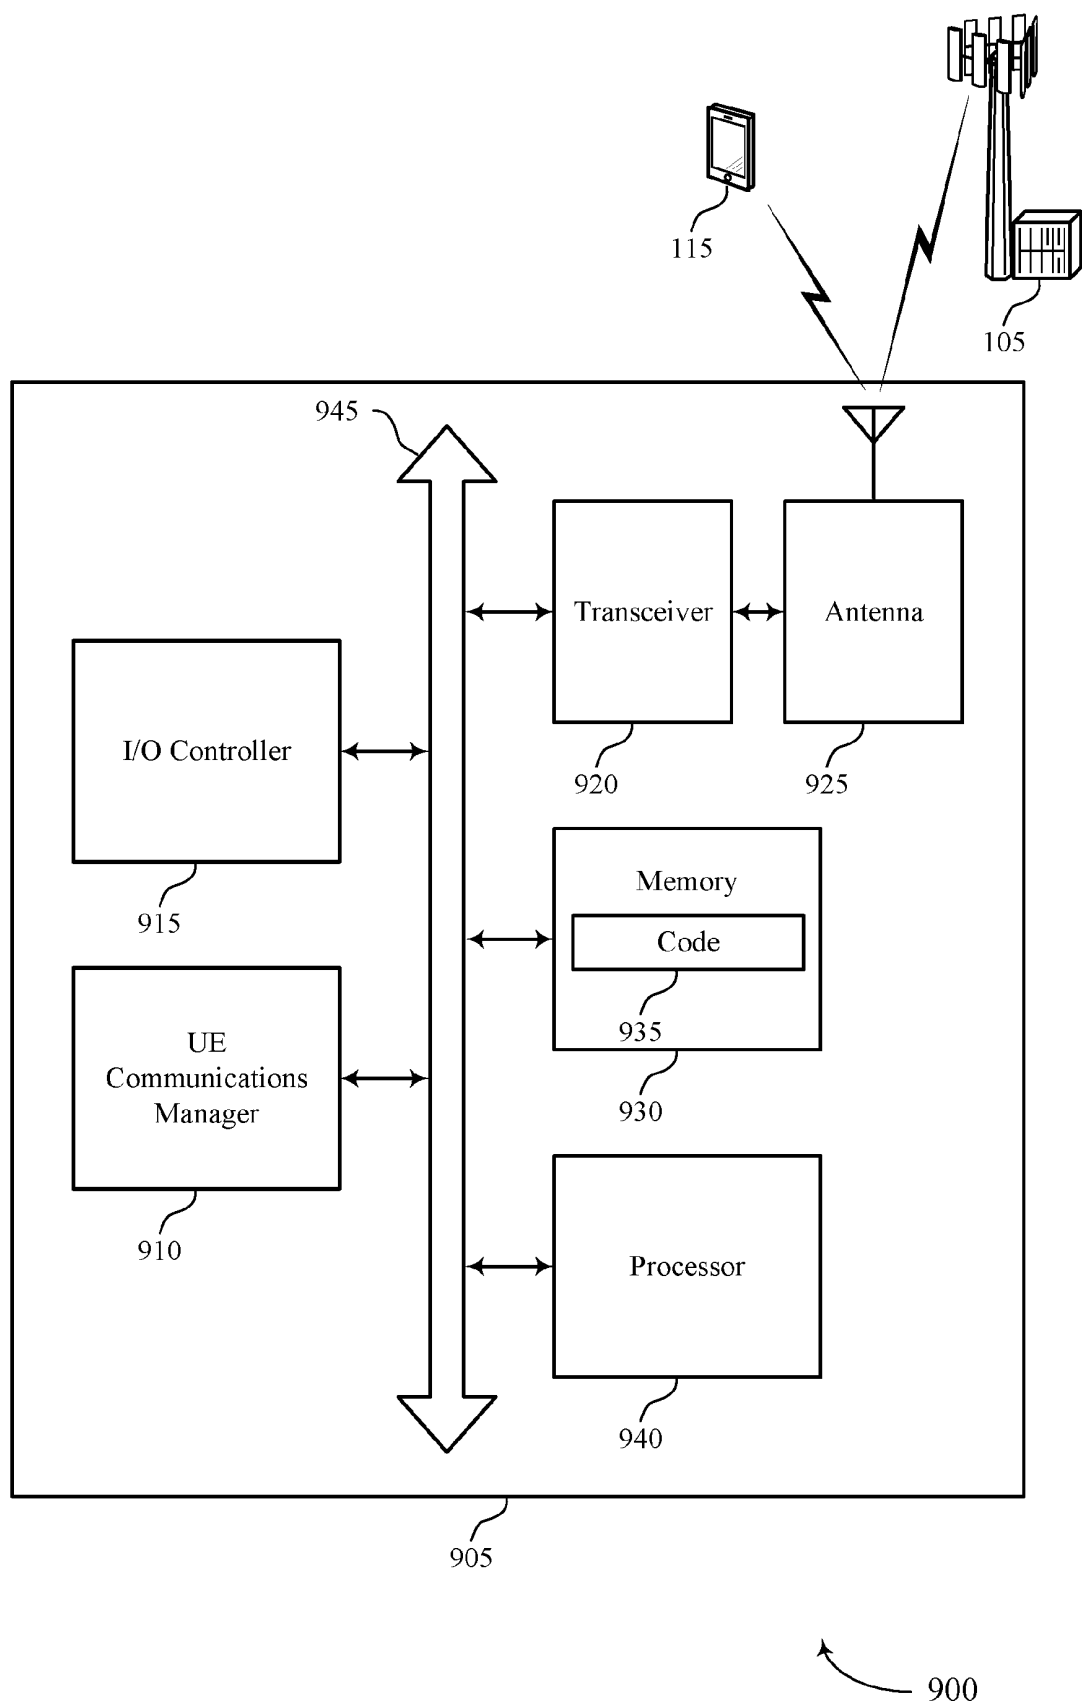 115
105
945
Transceiver
Antenna
I/O Controller
920
925
Memory
915
Code
935
UE
Communications
Manager
930
910
Processor
940
905
900